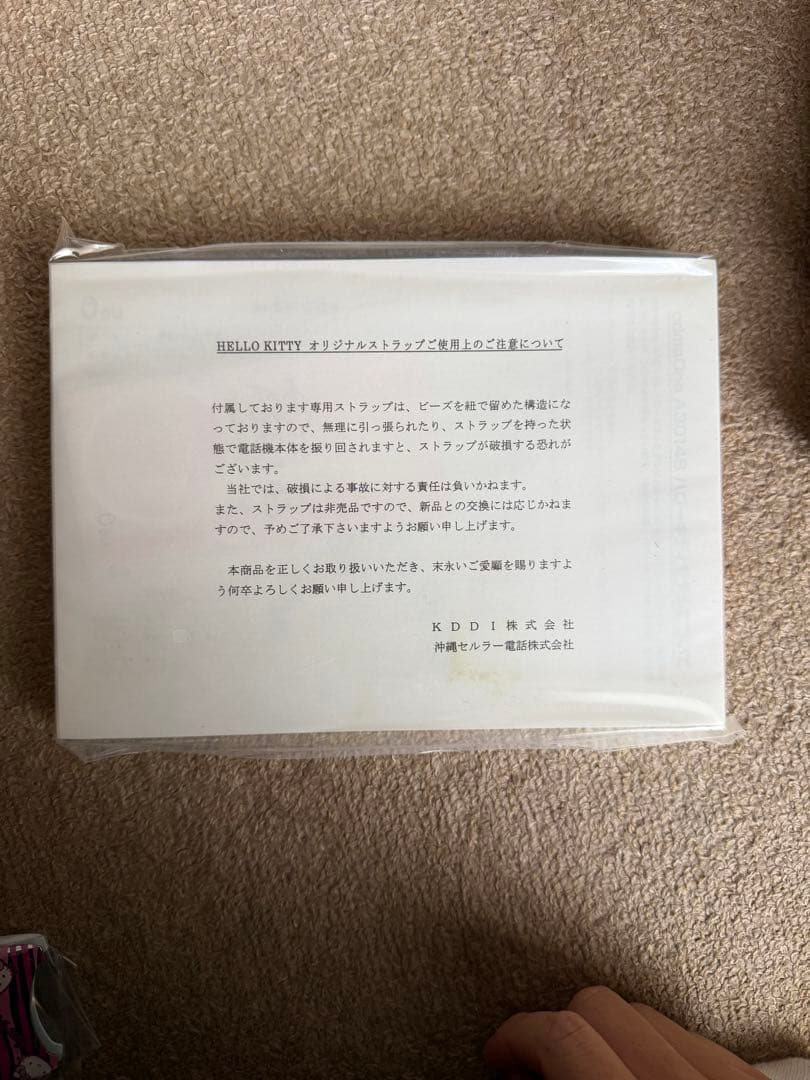 HELLO KITTY オリジナルストラップご使用上のご注意について
付属しております専用ストラップは、ビーズを紐で留めた構造にな
っておりますので、無理に引っ張られたり、ストラップを持った状
態で電話機本体を振り回されますと、ストラップが破損する恐れが
ございます。
当社では、破損による事故に対する責任は負いかねます。
また、ストラップは非売品ですので、新品との交換には応じかねま
すので、予めご了承下さいますようお願い申し上げます。
本商品を正しくお取り扱いいただき、末永いご愛顧を賜りますよ
う何卒よろしくお願い申し上げます。
KDDI株式会社
沖縄セルラー電話株式会社